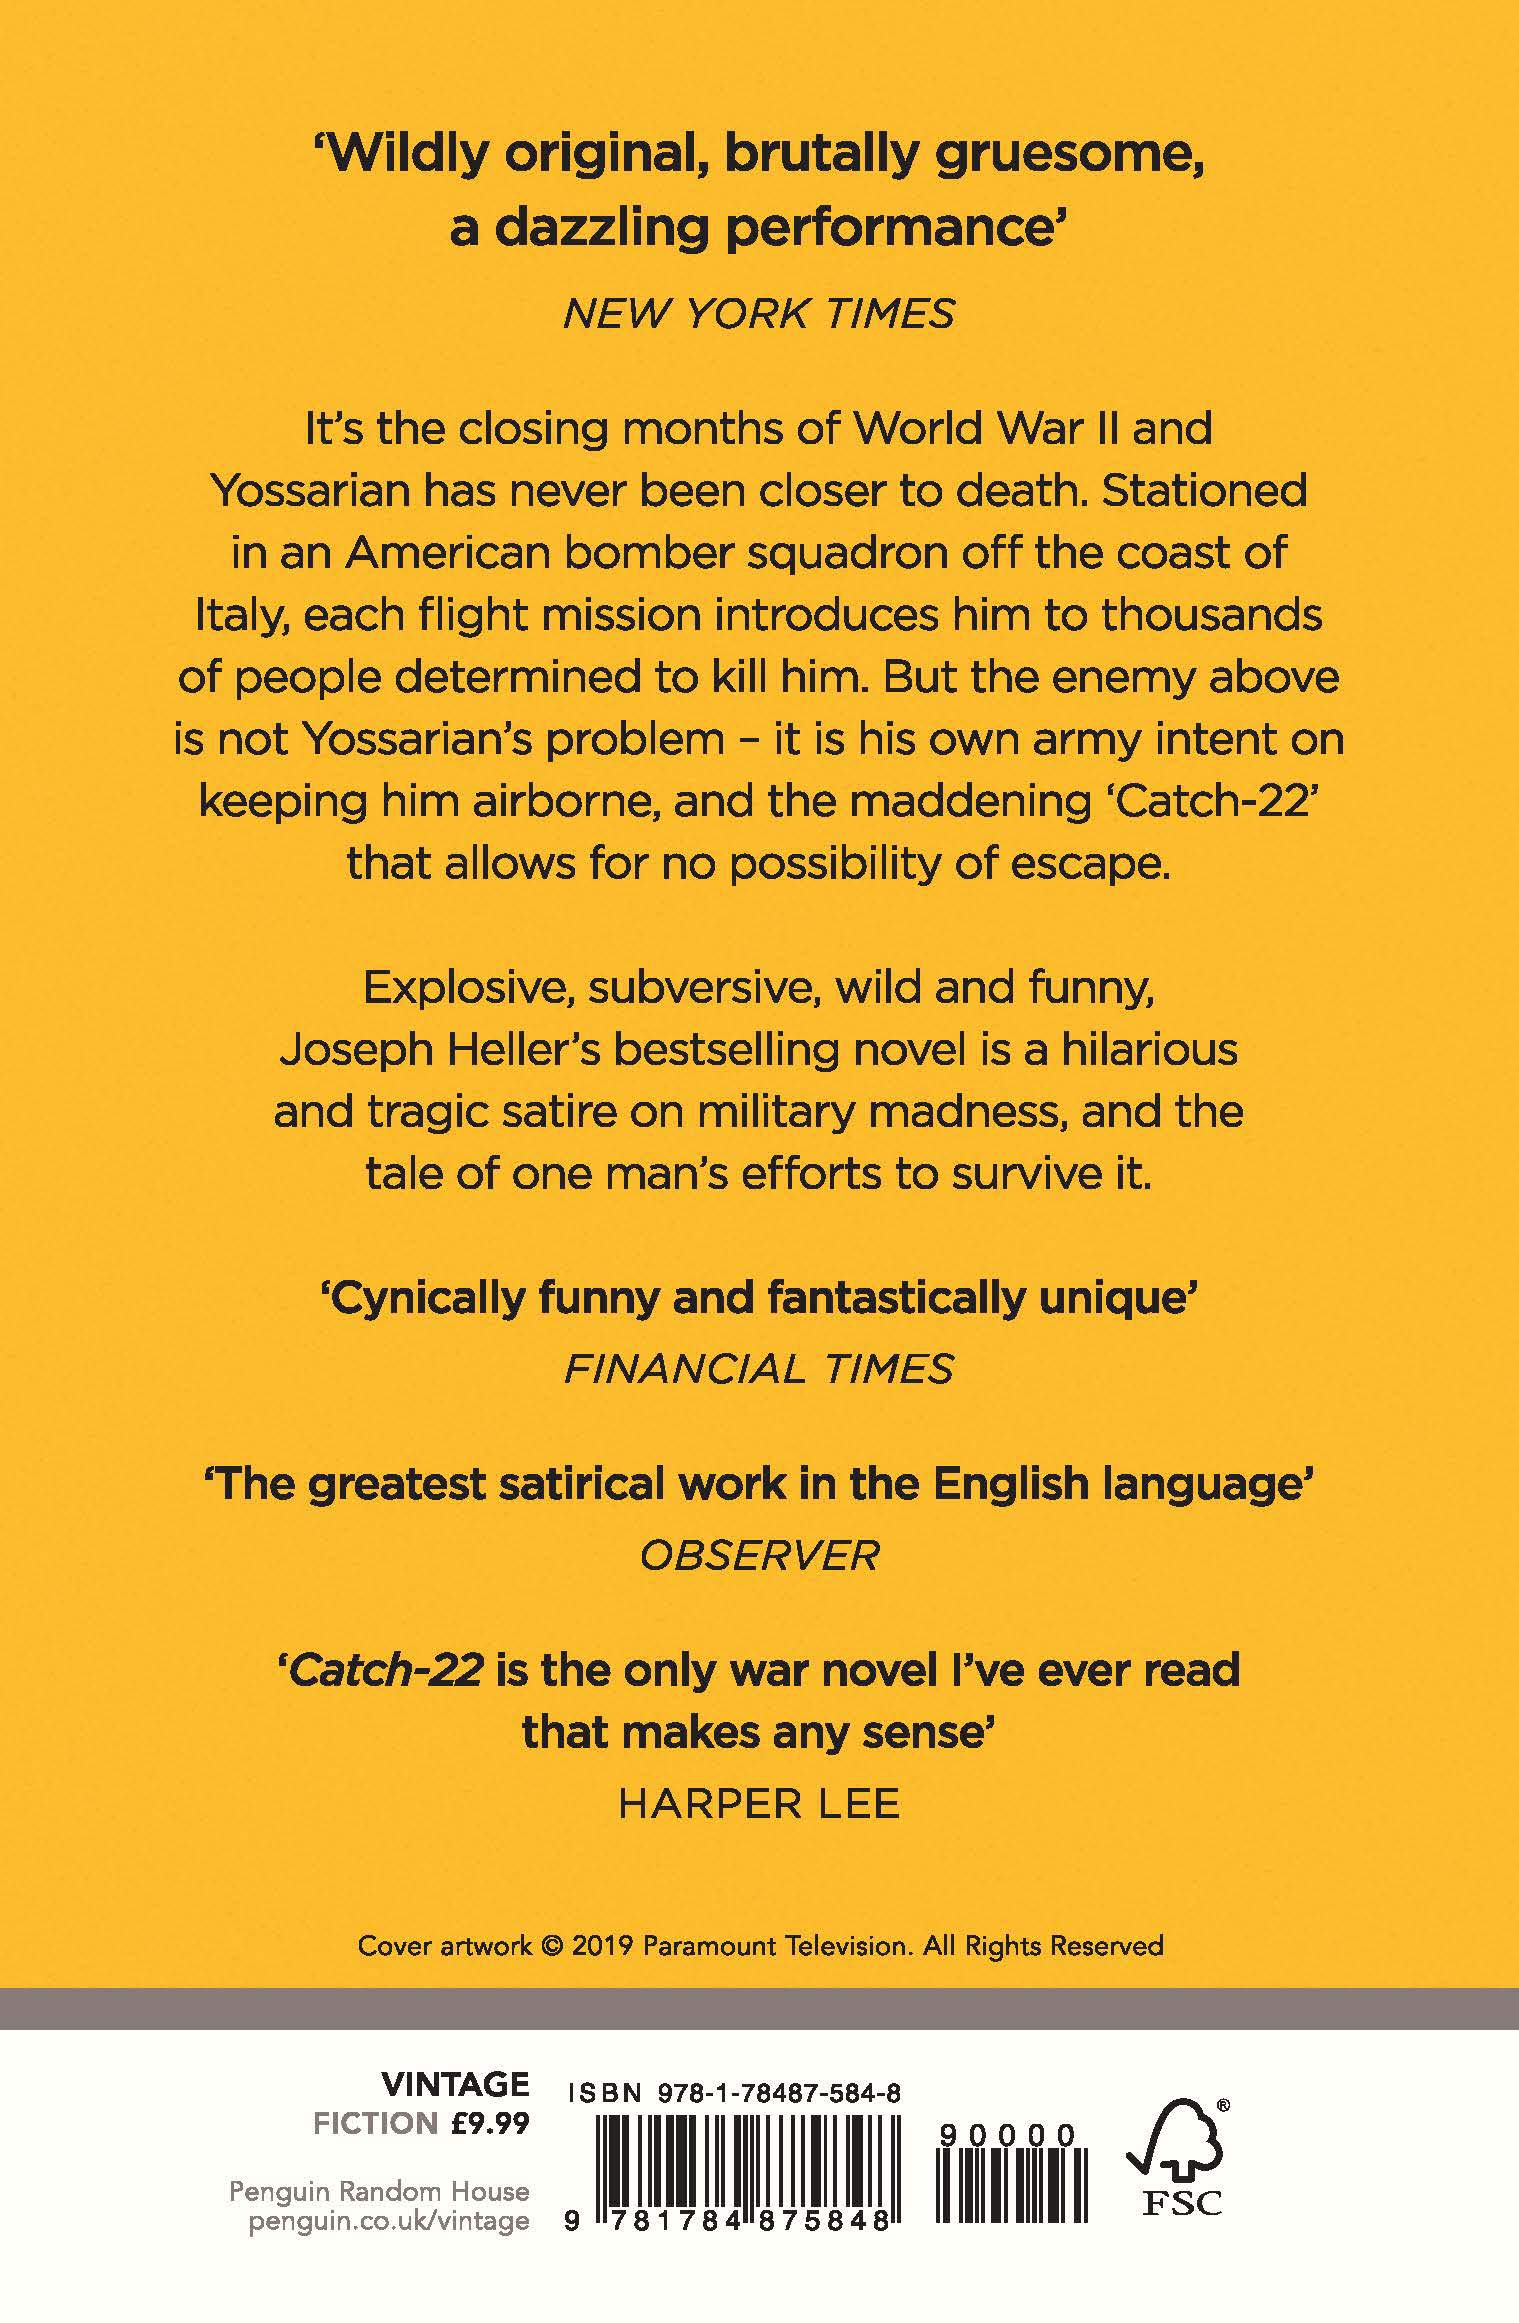 ‘Wildly original, brutally gruesome,
a dazzling performance’
NEW YORK TIMES
It’s the closing months of World War II and
Yossarian has never been closer to death. Stationed
in an American bomber squadron off the coast of
Italy, each flight mission introduces him to thousands
of people determined to kill him. But the enemy above
is not Yossarian’s problem – it is his own army intent on
keeping him airborne, and the maddening ‘Catch-22’
that allows for no possibility of escape.
Explosive, subversive, wild and funny,
Joseph Heller’s bestselling novel is a hilarious
and tragic satire on military madness, and the
tale of one man’s efforts to survive it.
‘Cynically funny and fantastically unique’
FINANCIAL TIMES
‘The greatest satirical work in the English language’
OBSERVER
‘Catch-22 is the only war novel I’ve ever read
that makes any sense’
HARPER LEE
Cover artwork © 2019 Paramount Television. All Rights Reserved
VINTAGE
FICTION £9.99
Penguin Random House
penguin.co.uk/vintage
ISBN 978-1-78487-584-8
9 781784 875848
90000
®
FSC